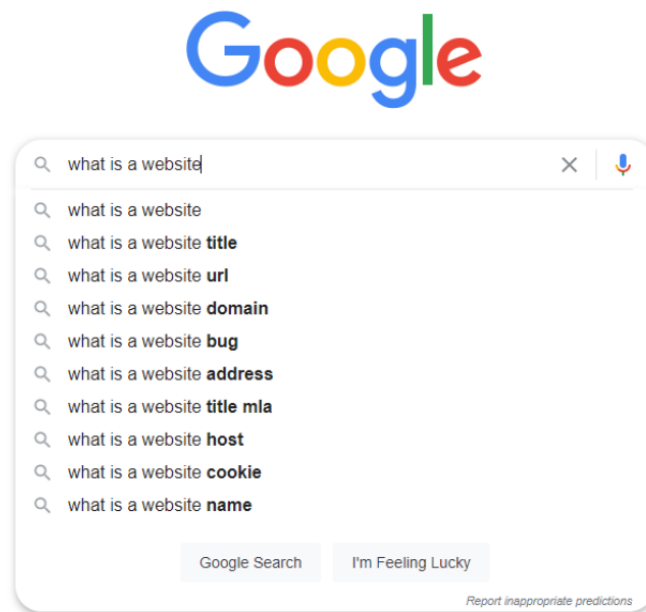 Google
what is a website
what is a website
what is a website title
what is a website url
what is a website domain
what is a website bug
what is a website address
what is a website title mla
what is a website host
what is a website cookie
what is a website name
Google Search I'm Feeling Lucky
Report inappropriate predictions